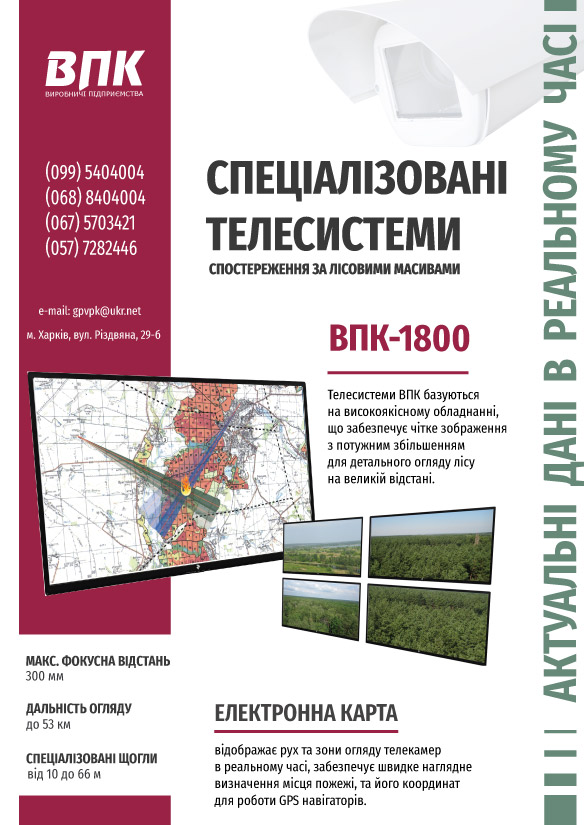 ВПК
ВИРОБНИЧІ ПІДПРИЄМСТВА
(099) 5404004
(068) 8404004
(067) 5703421
(057) 7282446
e-mail: gpvpk@ukr.net
м. Харків, вул. Різдвяна, 29-б
СПЕЦІАЛІЗОВАНІ
ТЕЛЕСИСТЕМИ
СПОСТЕРЕЖЕННЯ ЗА ЛІСОВИМИ МАСИВАМИ
ВПК-1800
Телесистеми ВПК базуються
на високоякісному обладнанні,
що забезпечує чітке зображення
з потужним збільшенням
для детального огляду лісу
на великій відстані.
МАКС. ФОКУСНА ВІДСТАНЬ
300 мм
ДАЛЬНІСТЬ ОГЛЯДУ
до 53 км
СПЕЦІАЛІЗОВАНІ ЩОГЛИ
від 10 до 66 м
ЕЛЕКТРОННА КАРТА
відображає рух та зони огляду телекамер
в реальному часі, забезпечує швидке наглядне
визначення місця пожежі, та його координат
для роботи GPS навігаторів.
АКТУАЛЬНІ ДАНІ В РЕАЛЬНОМУ ЧАСІ